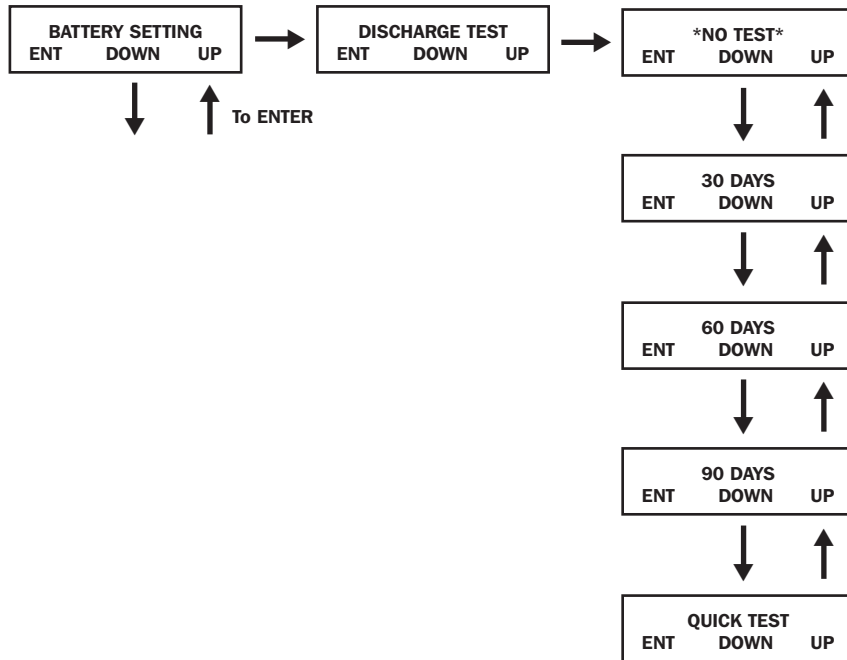 BATTERY SETTING
ENT DOWN UP
To ENTER
DISCHARGE TEST
ENT DOWN UP
*NO TEST*
ENT DOWN UP
30 DAYS
ENT DOWN UP
60 DAYS
ENT DOWN UP
90 DAYS
ENT DOWN UP
QUICK TEST
ENT DOWN UP